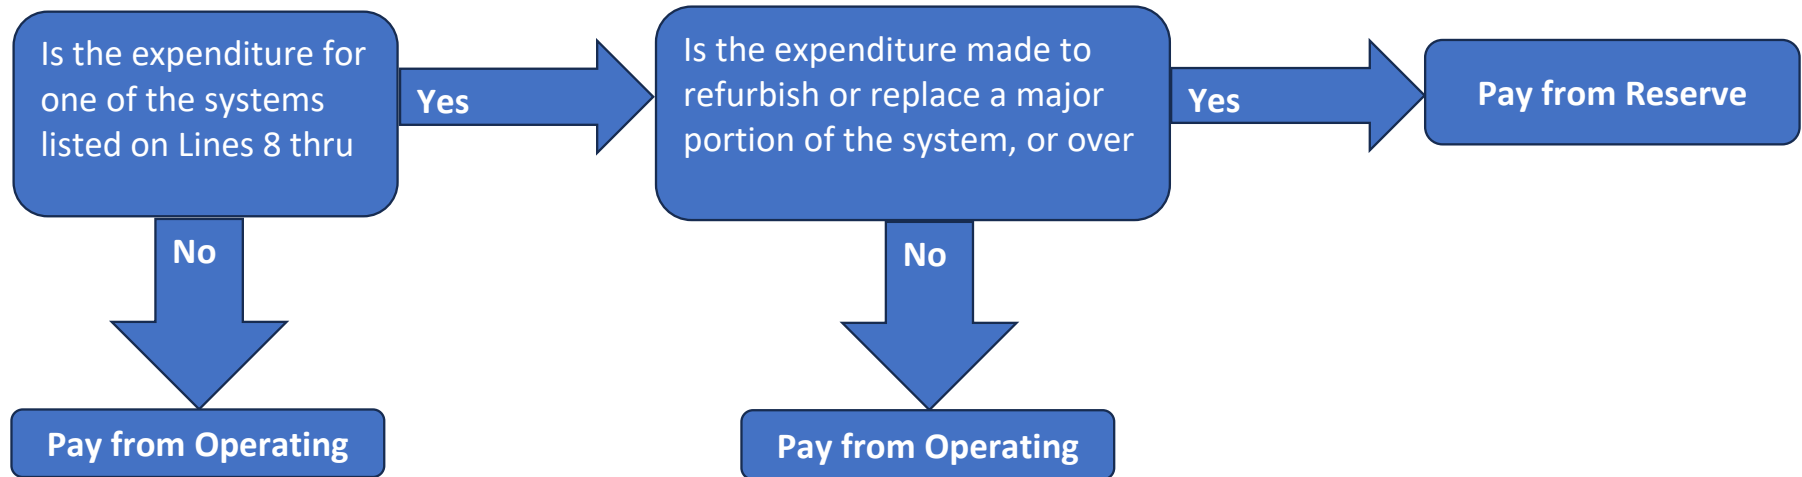 Is the expenditure for
one of the systems
listed on Lines 8 thru
Yes
Is the expenditure made to
refurbish or replace a major
portion of the system, or over
Yes
Pay from Reserve
No
No
Pay from Operating
Pay from Operating